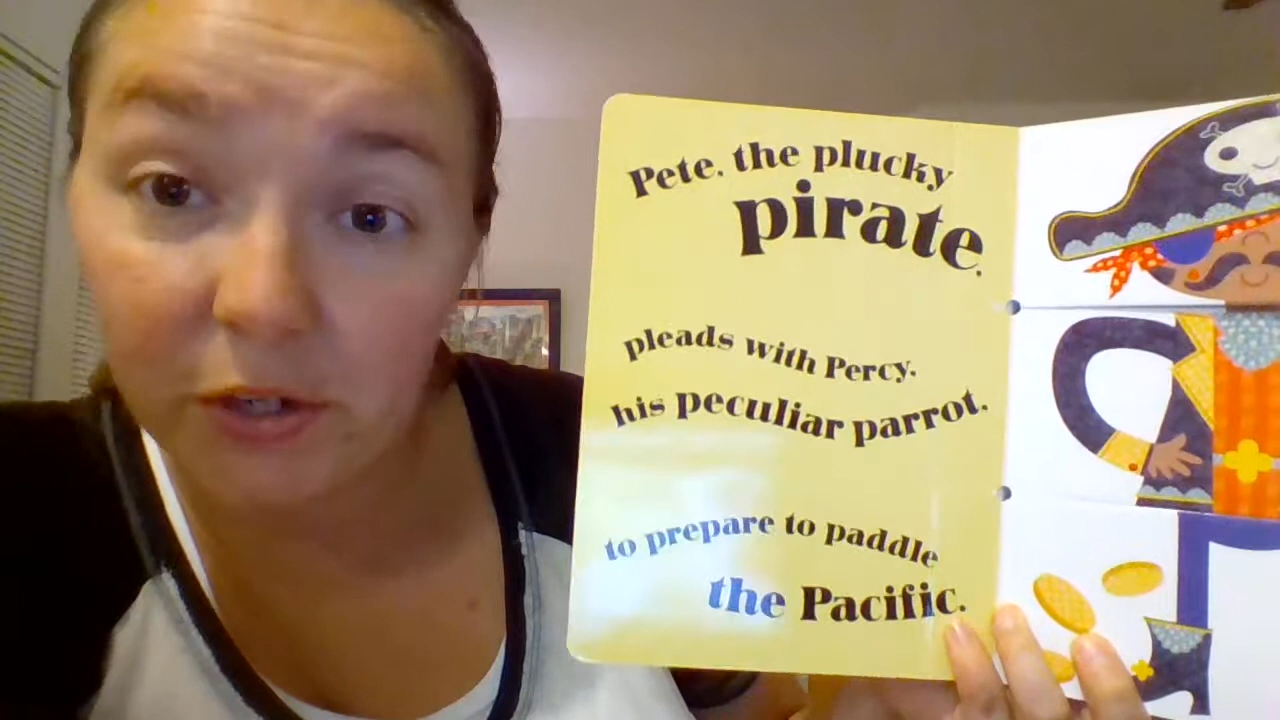 Pete, the plucky
pirate,
pleads with Percy,
his peculiar parrot,
to prepare to paddle
the Pacific.